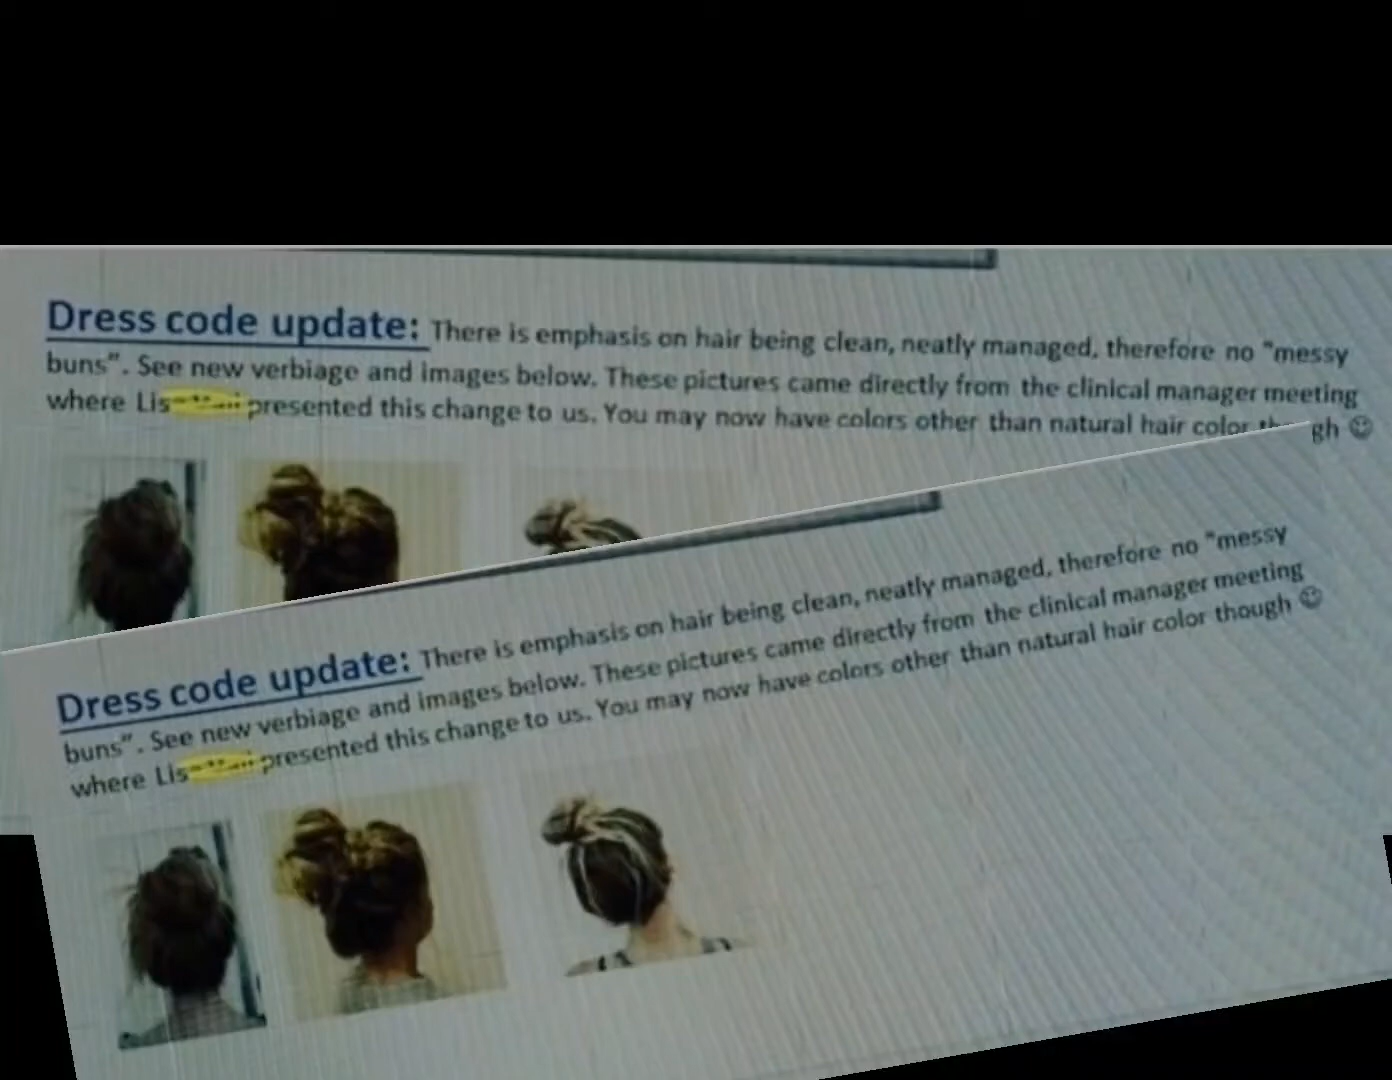 Dress code update: There is emphasis on hair being clean, neatly managed, therefore no "messy
buns". See new verbiage and images below. These pictures came directly from the clinical manager meeting
where Lis presented this change to us. You may now have colors other than natural hair color gh ☺
Dress code update: There is emphasis on hair being clean, neatly managed, therefore no "messy
buns". See new verbiage and images below. These pictures came directly from the clinical manager meeting
where Lis presented this change to us. You may now have colors other than natural hair color though ☺